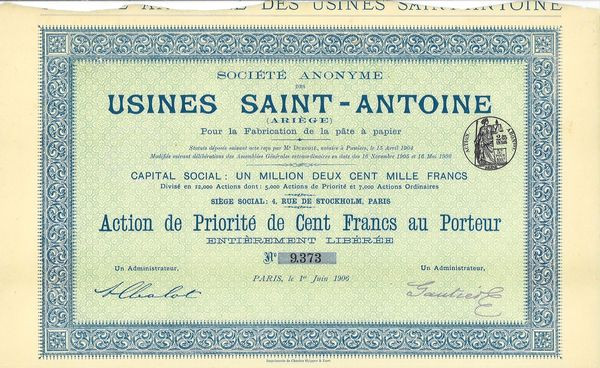 DES USINES SAINT-ANTOINE
SOCIÉTÉ ANONYME
DES
USINES SAINT-ANTOINE
(ARIÈGE)
Pour la Fabrication de la pâte à papier
Statuts déposés suivant acte reçu par Mᵉ notaire à Pamiers, le 15 Avril 1904
Modifiés suivant délibérations des Assemblées Générales extraordinaires en date des 16 Novembre 1905 et 16 Mai 1906
CAPITAL SOCIAL: UN MILLION DEUX CENT MILLE FRANCS
Divisé en 12,000 Actions dont: 5,000 Actions de Priorité et 7,000 Actions Ordinaires
SIÈGE SOCIAL: 4, RUE DE STOCKHOLM, PARIS
Action de Priorité de Cent Francs au Porteur
ENTIÈREMENT LIBÉRÉE
Nº 9.373
Un Administrateur,
Un Administrateur,
PARIS, le 1er Juin 1906